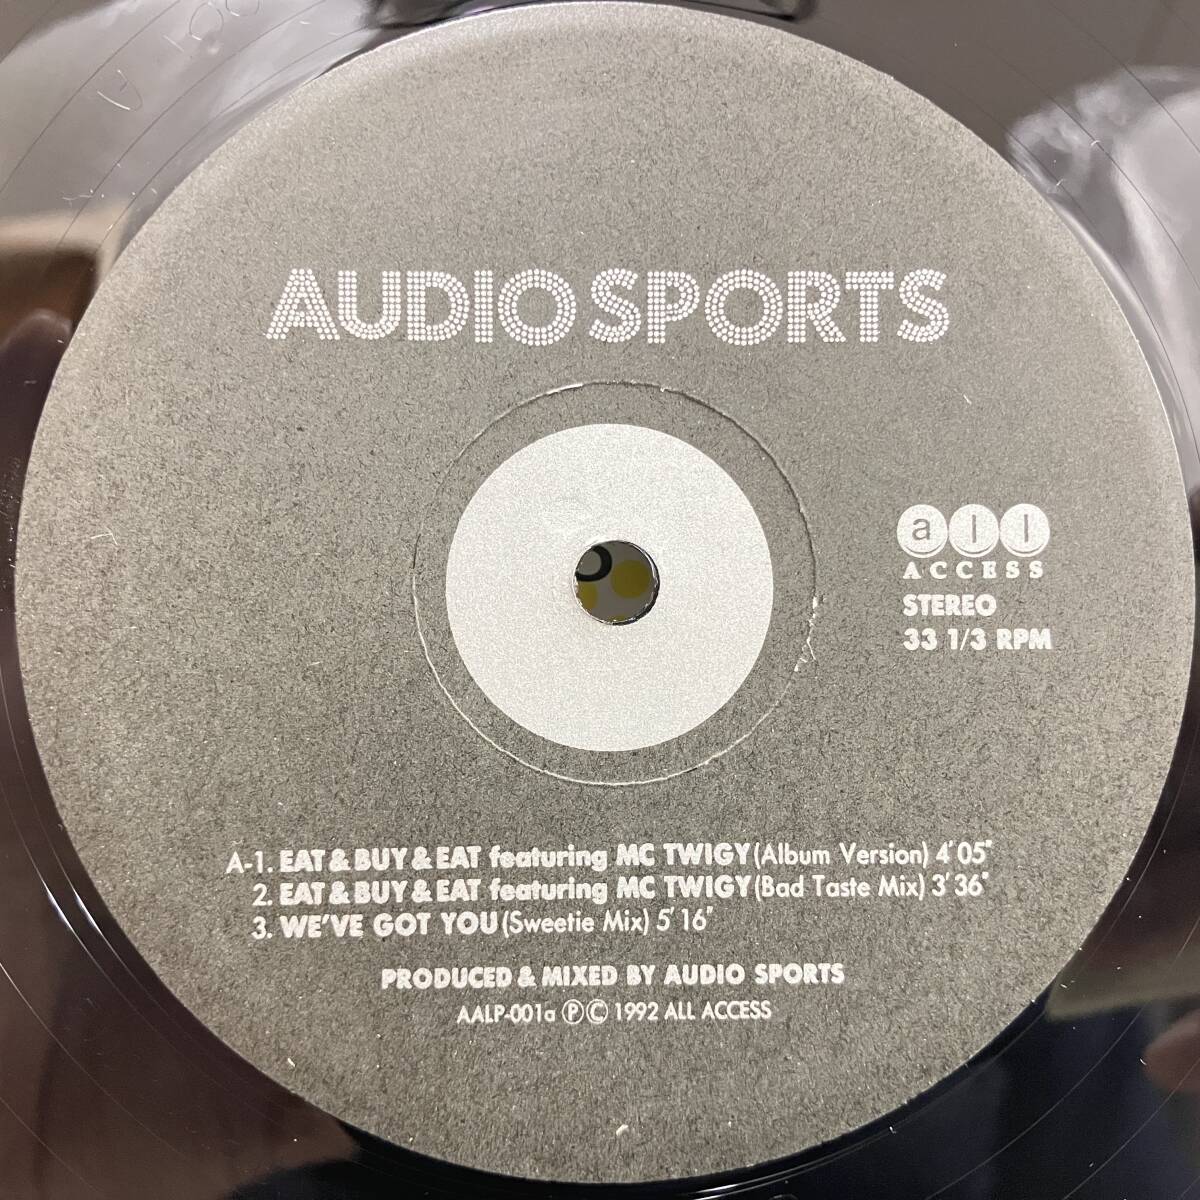 AUDIO SPORTS
all
ACCESS
STEREO
33 1/3 RPM
A-1. EAT & BUY & EAT featuring MC TWIGY (Album Version) 4'05"
2. EAT & BUY & EAT featuring MC TWIGY (Bad Taste Mix) 3'36"
3. WE'VE GOT YOU (Sweetie Mix) 5'16"
PRODUCED & MIXED BY AUDIO SPORTS
AALP-001a ℗© 1992 ALL ACCESS